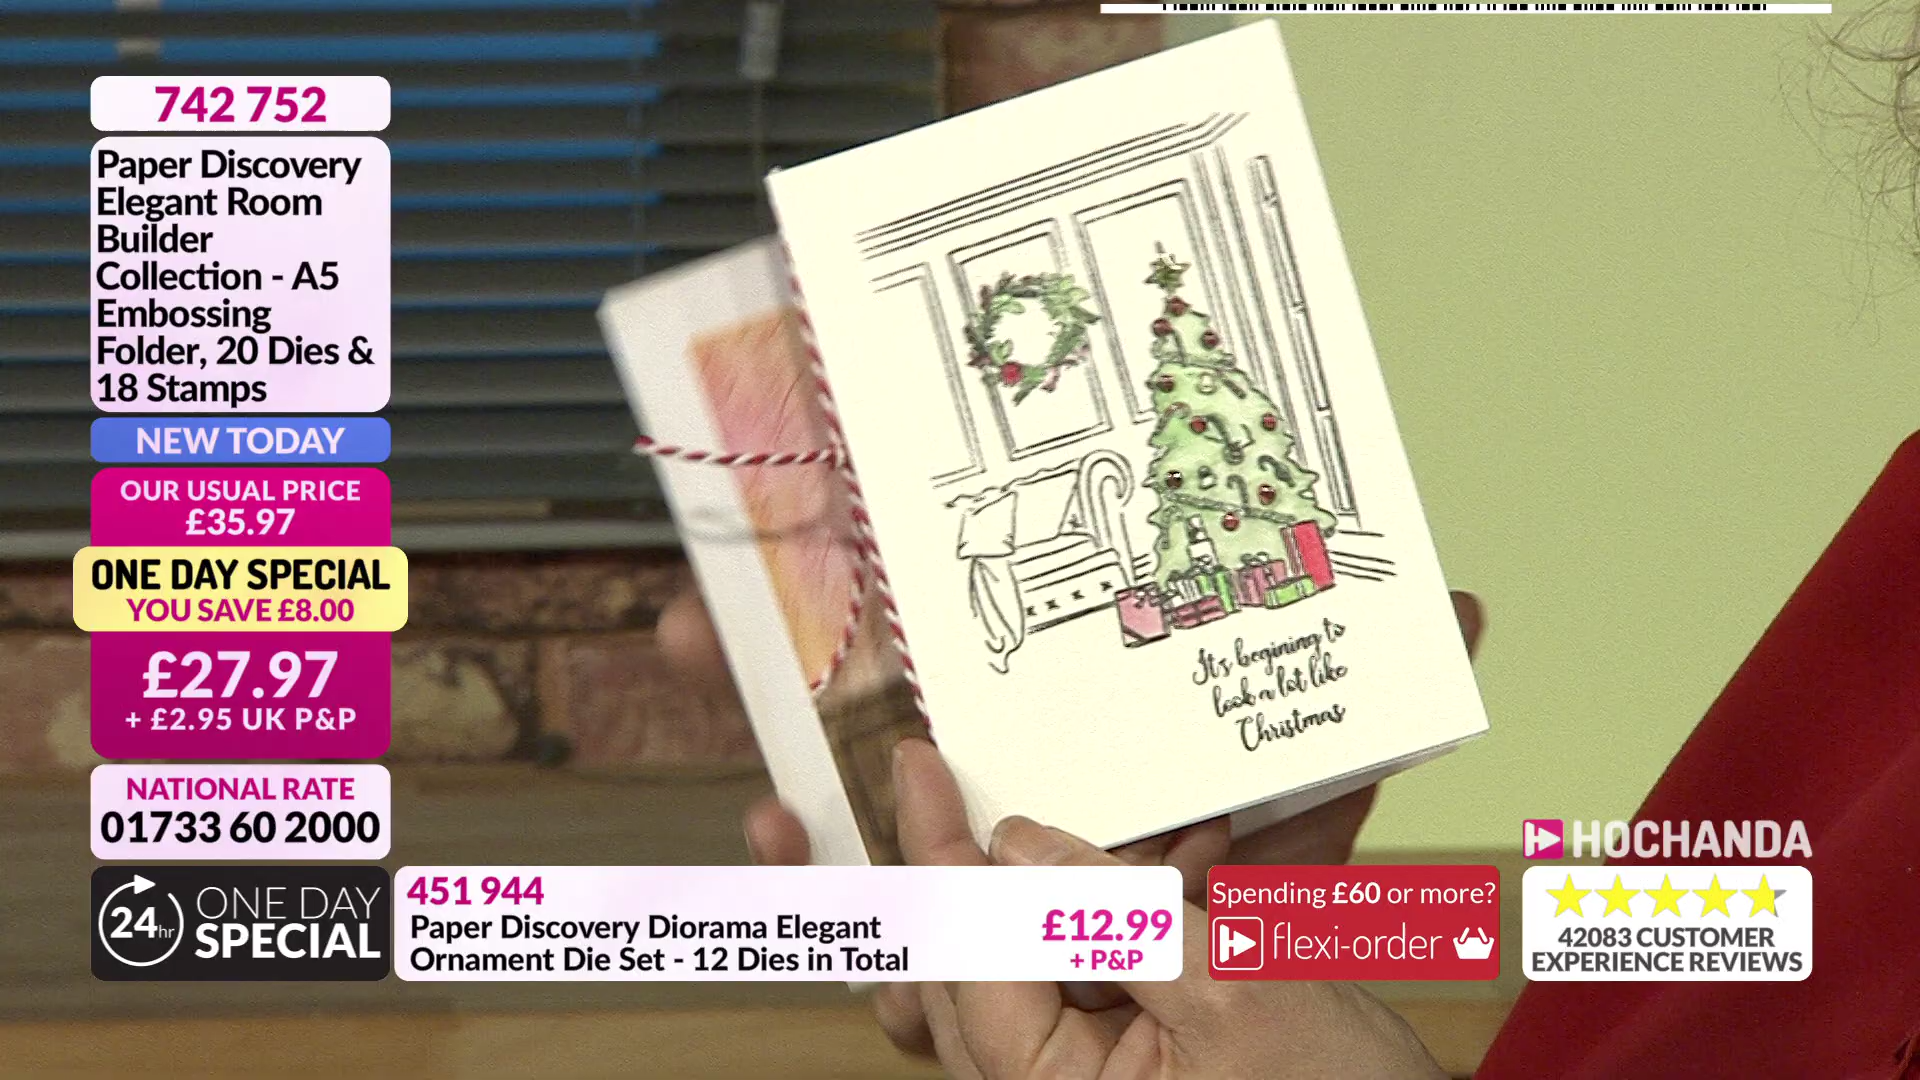 742 752
Paper Discovery
Elegant Room
Builder
Collection - A5
Embossing
Folder, 20 Dies &
18 Stamps
NEW TODAY
OUR USUAL PRICE
£35.97
ONE DAY SPECIAL
YOU SAVE £8.00
£27.97
+ £2.95 UK P&P
NATIONAL RATE
01733 60 2000
24hr
ONE DAY
SPECIAL
451 944
Paper Discovery Diorama Elegant
Ornament Die Set - 12 Dies in Total
£12.99
+ P&P
It's begining to
look a lot like
Christmas
Spending £60 or more?
flexi-order
HOCHANDA
42083 CUSTOMER
EXPERIENCE REVIEWS